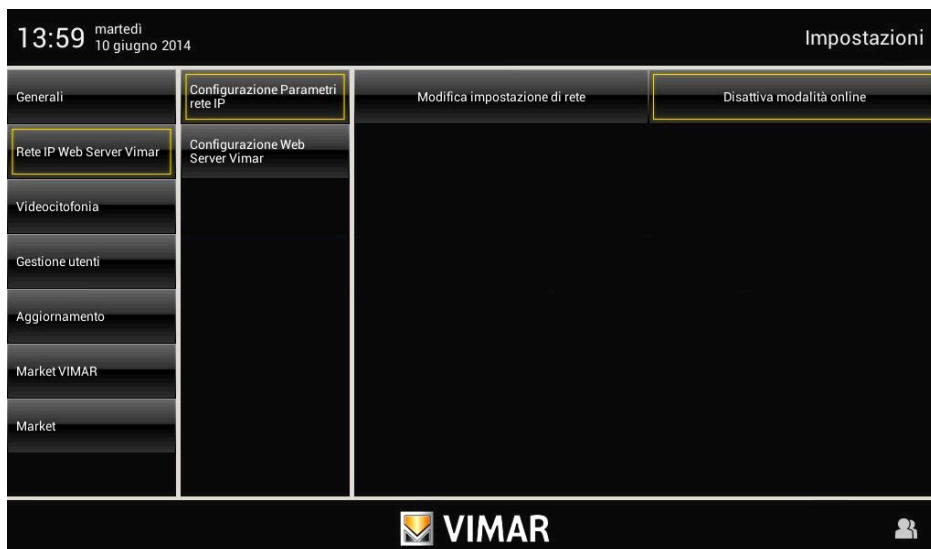 13:59 martedì
10 giugno 2014
Impostazioni
Generali
Rete IP Web Server Vimar
Videocitofonia
Gestione utenti
Aggiornamento
Market VIMAR
Market
Configurazione Parametri
rete IP
Configurazione Web
Server Vimar
Modifica impostazione di rete
Disattiva modalità online
VIMAR